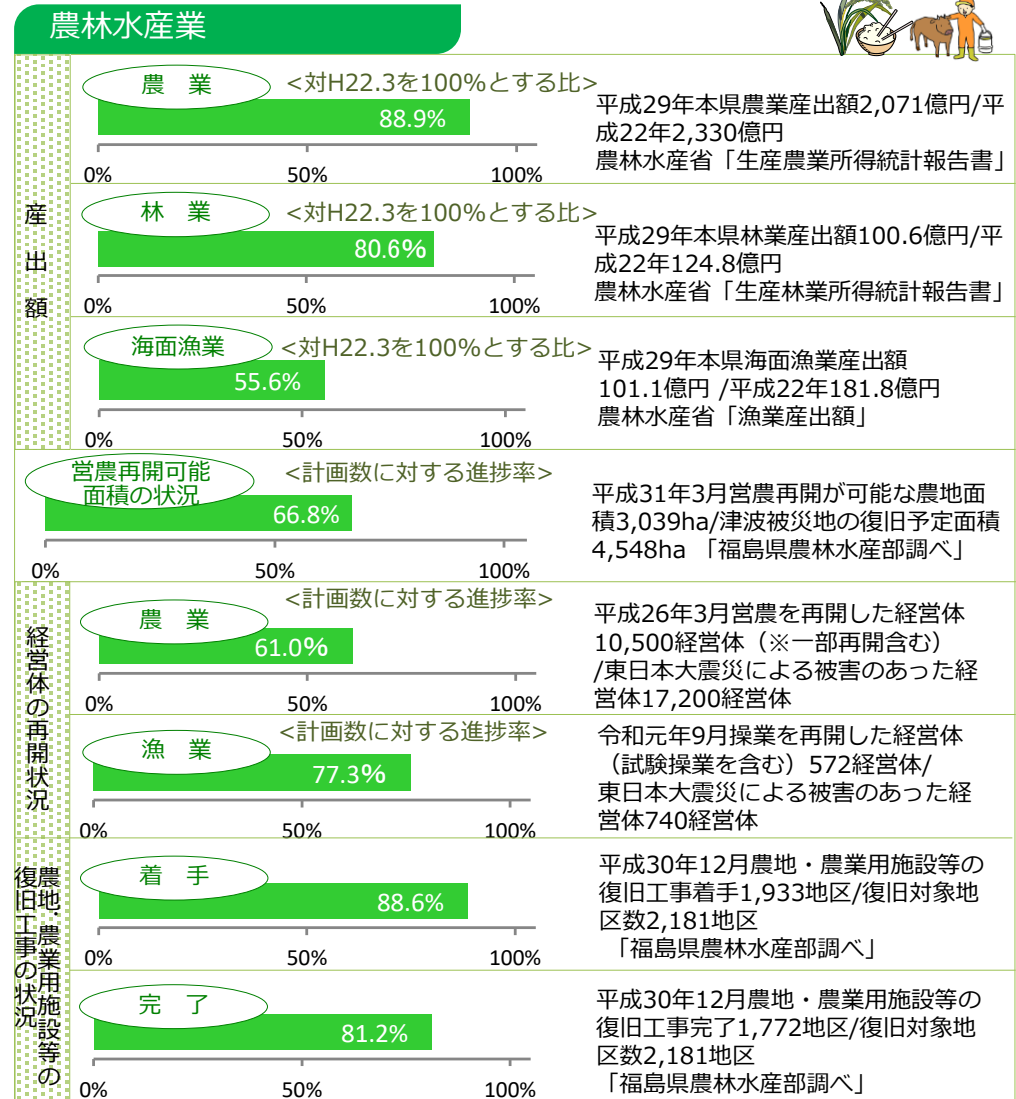 農林水産業
産出額
農　業
<対H22.3を100%とする比>
88.9%
0%
50%
100%
平成29年本県農業産出額2,071億円/平
成22年2,330億円
農林水産省「生産農業所得統計報告書」
林　業
<対H22.3を100%とする比>
80.6%
0%
50%
100%
平成29年本県林業産出額100.6億円/平
成22年124.8億円
農林水産省「生産林業所得統計報告書」
海面漁業
<対H22.3を100%とする比>
55.6%
0%
50%
100%
平成29年本県海面漁業産出額
101.1億円 /平成22年181.8億円
農林水産省「漁業産出額」
営農再開可能
面積の状況
<計画数に対する進捗率>
66.8%
0%
50%
100%
平成31年3月営農再開が可能な農地面
積3,039ha/津波被災地の復旧予定面積
4,548ha 「福島県農林水産部調べ」
経営体の再開状況
農　業
<計画数に対する進捗率>
61.0%
0%
50%
100%
平成26年3月営農を再開した経営体
10,500経営体（※一部再開含む）
/東日本大震災による被害のあった経
営体17,200経営体
漁　業
<計画数に対する進捗率>
77.3%
0%
50%
100%
令和元年9月操業を再開した経営体
（試験操業を含む）572経営体/
東日本大震災による被害のあった経
営体740経営体
農地・農業用施設等の
復旧工事の状況
着　手
88.6%
0%
50%
100%
平成30年12月農地・農業用施設等の
復旧工事着手1,933地区/復旧対象地
区数2,181地区
「福島県農林水産部調べ」
完　了
81.2%
0%
50%
100%
平成30年12月農地・農業用施設等の
復旧工事完了1,772地区/復旧対象地
区数2,181地区
「福島県農林水産部調べ」